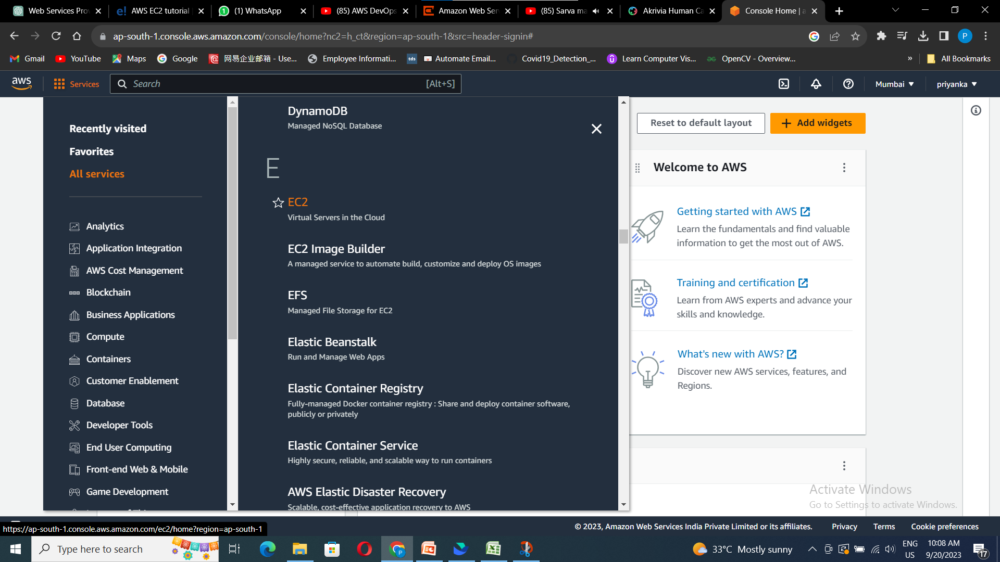 Web Services Pro
AWS EC2 tutorial
(1) WhatsApp
(85) AWS DevOps
Amazon Web Ser
(85) Sarva ma
Akrivia Human Ca
Console Home | a
ap-south-1.console.aws.amazon.com/console/home?nc2=h_ct&region=ap-south-1&src=header-signin#
P
Gmail
YouTube
Maps
Google
网易企业邮箱 - Use...
Employee Informati...
tds
Automate Email...
Covid19_Detection_...
Learn Computer Vis...
OpenCV - Overview...
»
All Bookmarks
aws
Services
Search
[Alt+S]
Mumbai
priyanka
Recently visited
Favorites
All services
Analytics
Application Integration
AWS Cost Management
Blockchain
Business Applications
Compute
Containers
Customer Enablement
Database
Developer Tools
End User Computing
Front-end Web & Mobile
Game Development
DynamoDB
Managed NoSQL Database
E
EC2
Virtual Servers in the Cloud
EC2 Image Builder
A managed service to automate build, customize and deploy OS images
EFS
Managed File Storage for EC2
Elastic Beanstalk
Run and Manage Web Apps
Elastic Container Registry
Fully-managed Docker container registry : Share and deploy container software,
publicly or privately
Elastic Container Service
Highly secure, reliable, and scalable way to run containers
AWS Elastic Disaster Recovery
Scalable, cost-effective application recovery to AWS
Reset to default layout
+ Add widgets
Welcome to AWS
Getting started with AWS
Learn the fundamentals and find valuable
information to get the most out of AWS.
Training and certification
Learn from AWS experts and advance your
skills and knowledge.
What's new with AWS?
Discover new AWS services, features, and
Regions.
Activate Windows
Go to Settings to activate Windows.
https://ap-south-1.console.aws.amazon.com/ec2/home?region=ap-south-1
© 2023, Amazon Web Services India Private Limited or its affiliates.
Privacy
Terms
Cookie preferences
Type here to search
33°C Mostly sunny
ENG
US
10:08 AM
9/20/2023
17